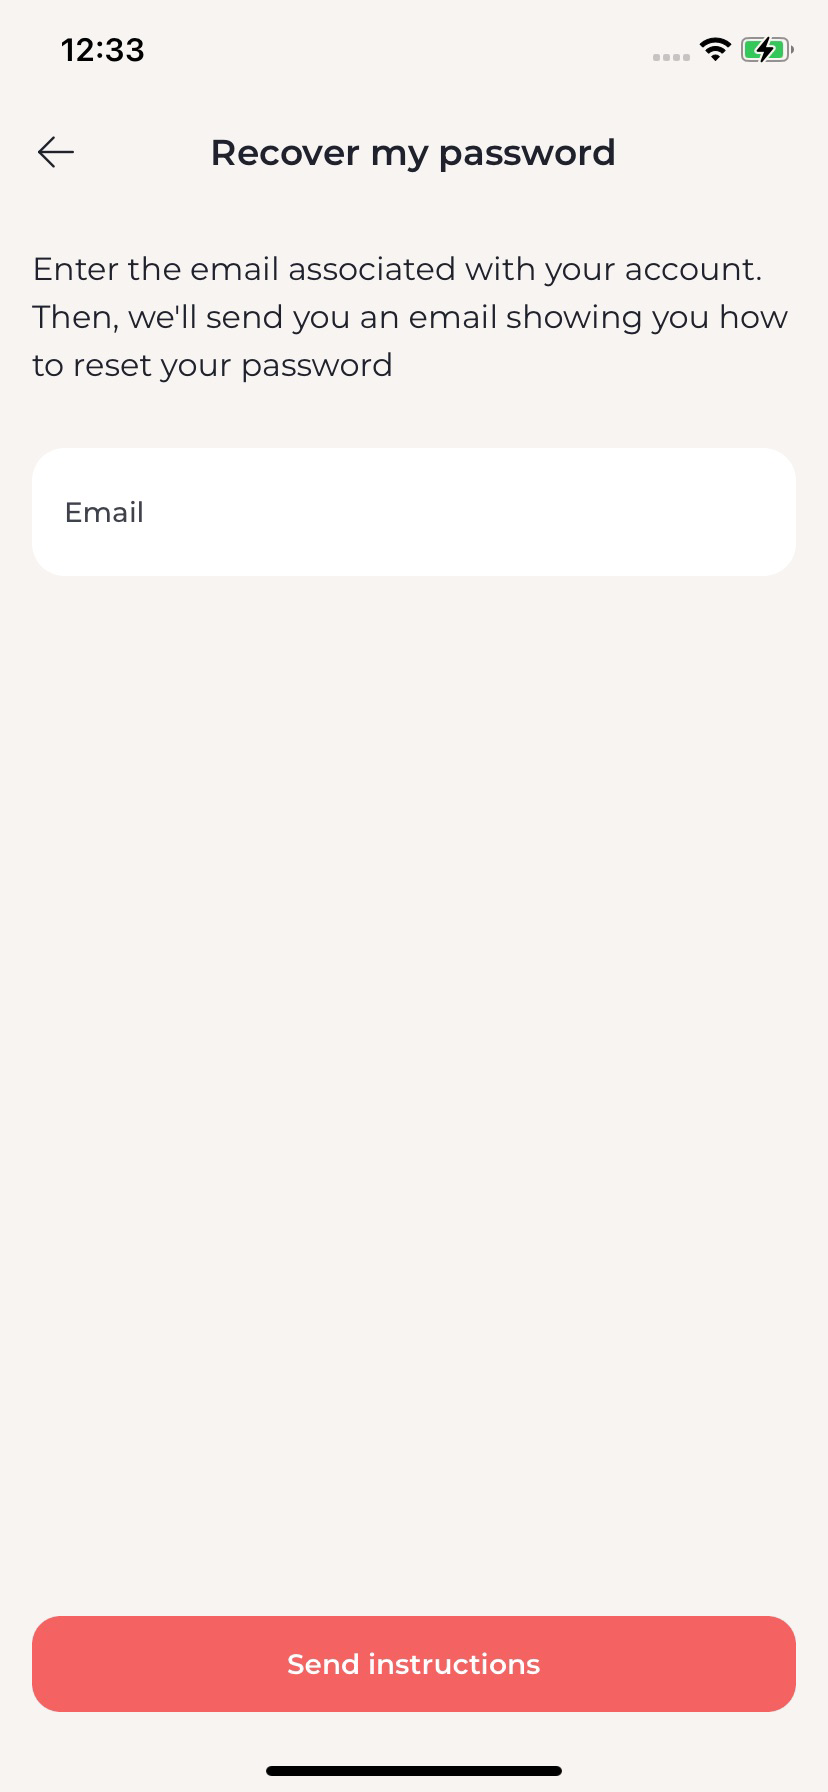 12:33
Recover my password
Enter the email associated with your account.
Then, we'll send you an email showing you how
to reset your password
Email
Send instructions